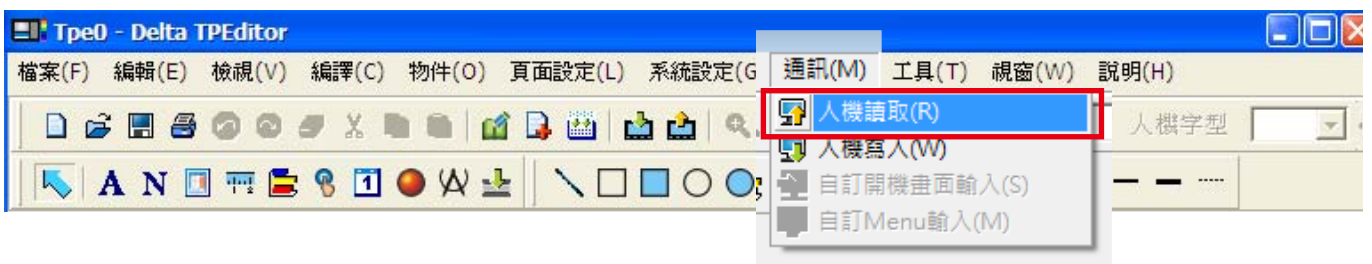 Tpe0 - Delta TPEditor
檔案(F) 編輯(E) 檢視(V) 編譯(C) 物件(O) 頁面設定(L) 系統設定(G 通訊(M) 工具(T) 視窗(W) 說明(H)
人機讀取(R)
人機字型
人機寫入(W)
A N
自訂開機畫面輸入(S)
自訂Menu輸入(M)